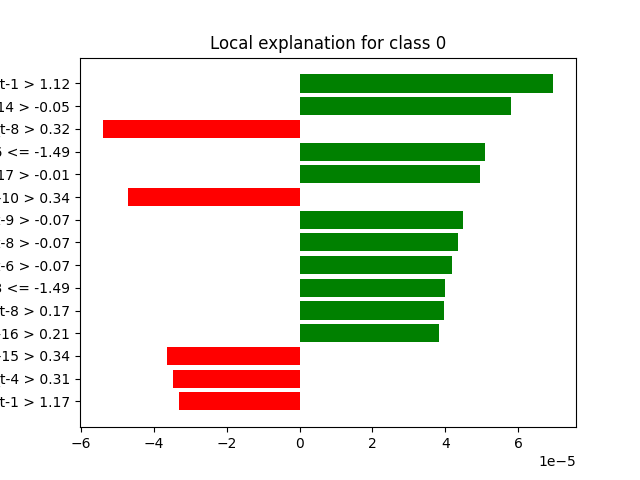 Local explanation for class 0
t-1 > 1.12
14 > -0.05
t-8 > 0.32
<= -1.49
17 > -0.01
-10 > 0.34
t-9 > -0.07
t-8 > -0.07
t-6 > -0.07
<= -1.49
t-8 > 0.17
-16 > 0.21
-15 > 0.34
t-4 > 0.31
t-1 > 1.17
−6 −4 −2 0 2 4 6
1e−5